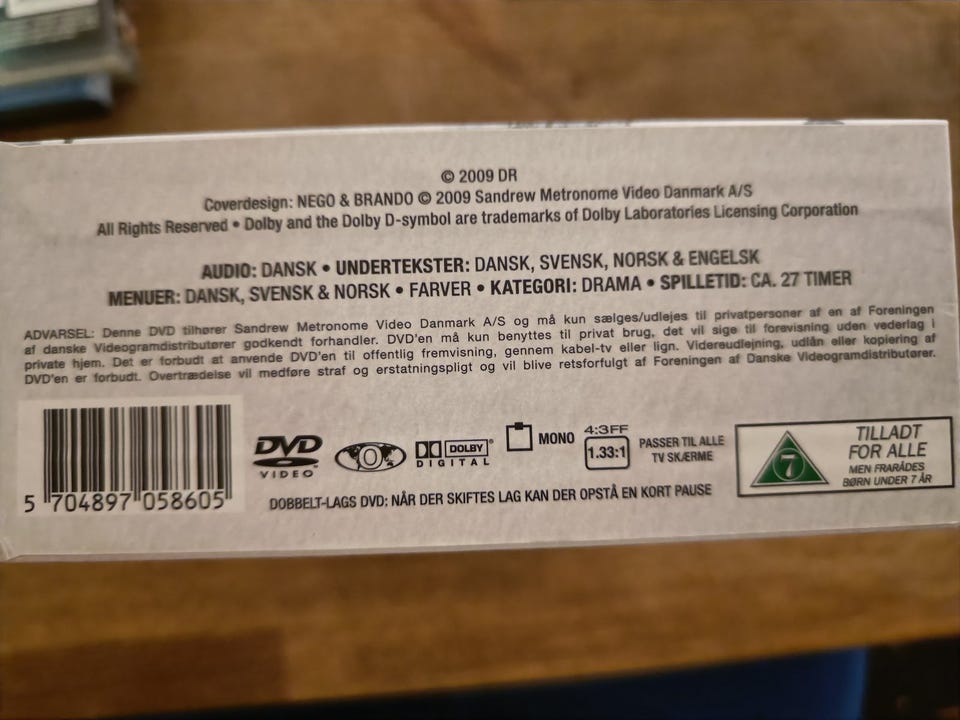 © 2009 DR
Coverdesign: NEGO & BRANDO © 2009 Sandrew Metronome Video Danmark A/S
All Rights Reserved • Dolby and the Dolby D-symbol are trademarks of Dolby Laboratories Licensing Corporation
AUDIO: DANSK • UNDERTEKSTER: DANSK, SVENSK, NORSK & ENGELSK
MENUER: DANSK, SVENSK & NORSK • FARVER • KATEGORI: DRAMA • SPILLETID: CA. 27 TIMER
ADVARSEL: Denne DVD tilhører Sandrew Metronome Video Danmark A/S og må kun sælges/udlejes til privatpersoner af en af Foreningen
af danske Videogramdistributører godkendt forhandler. DVD'en må kun benyttes til privat brug, det vil sige til forevisning uden vederlag i
private hjem. Det er forbudt at anvende DVD'en til offentlig fremvisning, gennem kabel-tv eller lign. Videreudlejning, udlån eller kopiering af
DVD'en er forbudt. Overtrædelse vil medføre straf og erstatningspligt og vil blive retsforfulgt af Foreningen af Danske Videogramdistributører.
5 704897 058605
DVD
VIDEO
DOLBY
DIGITAL
MONO
4:3FF
1.33:1
PASSER TIL ALLE
TV SKÆRME
DOBBELT-LAGS DVD: NÅR DER SKIFTES LAG KAN DER OPSTÅ EN KORT PAUSE
7
TILLADT
FOR ALLE
MEN FRARÅDES
BØRN UNDER 7 ÅR